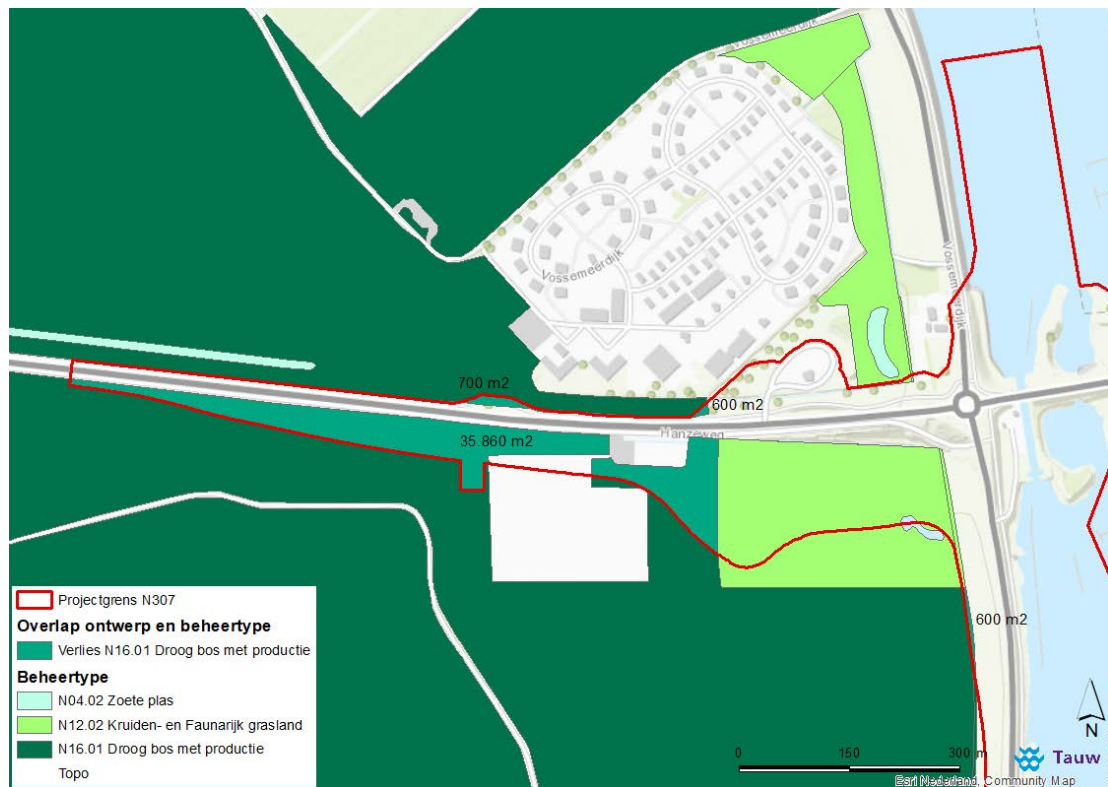 Vossemeerdijk
Vossemeerdijk
Vossemeerdijk
700 m2
600 m2
Hanzeweg
35.860 m2
600 m2
Projectgrens N307
Overlap ontwerp en beheertype
Verlies N16.01 Droog bos met productie
Beheertype
N04.02 Zoete plas
N12.02 Kruiden- en Faunarijk grasland
N16.01 Droog bos met productie
Topo
0 150 300 m
N
Tauw
Esri Nederland, Community Map